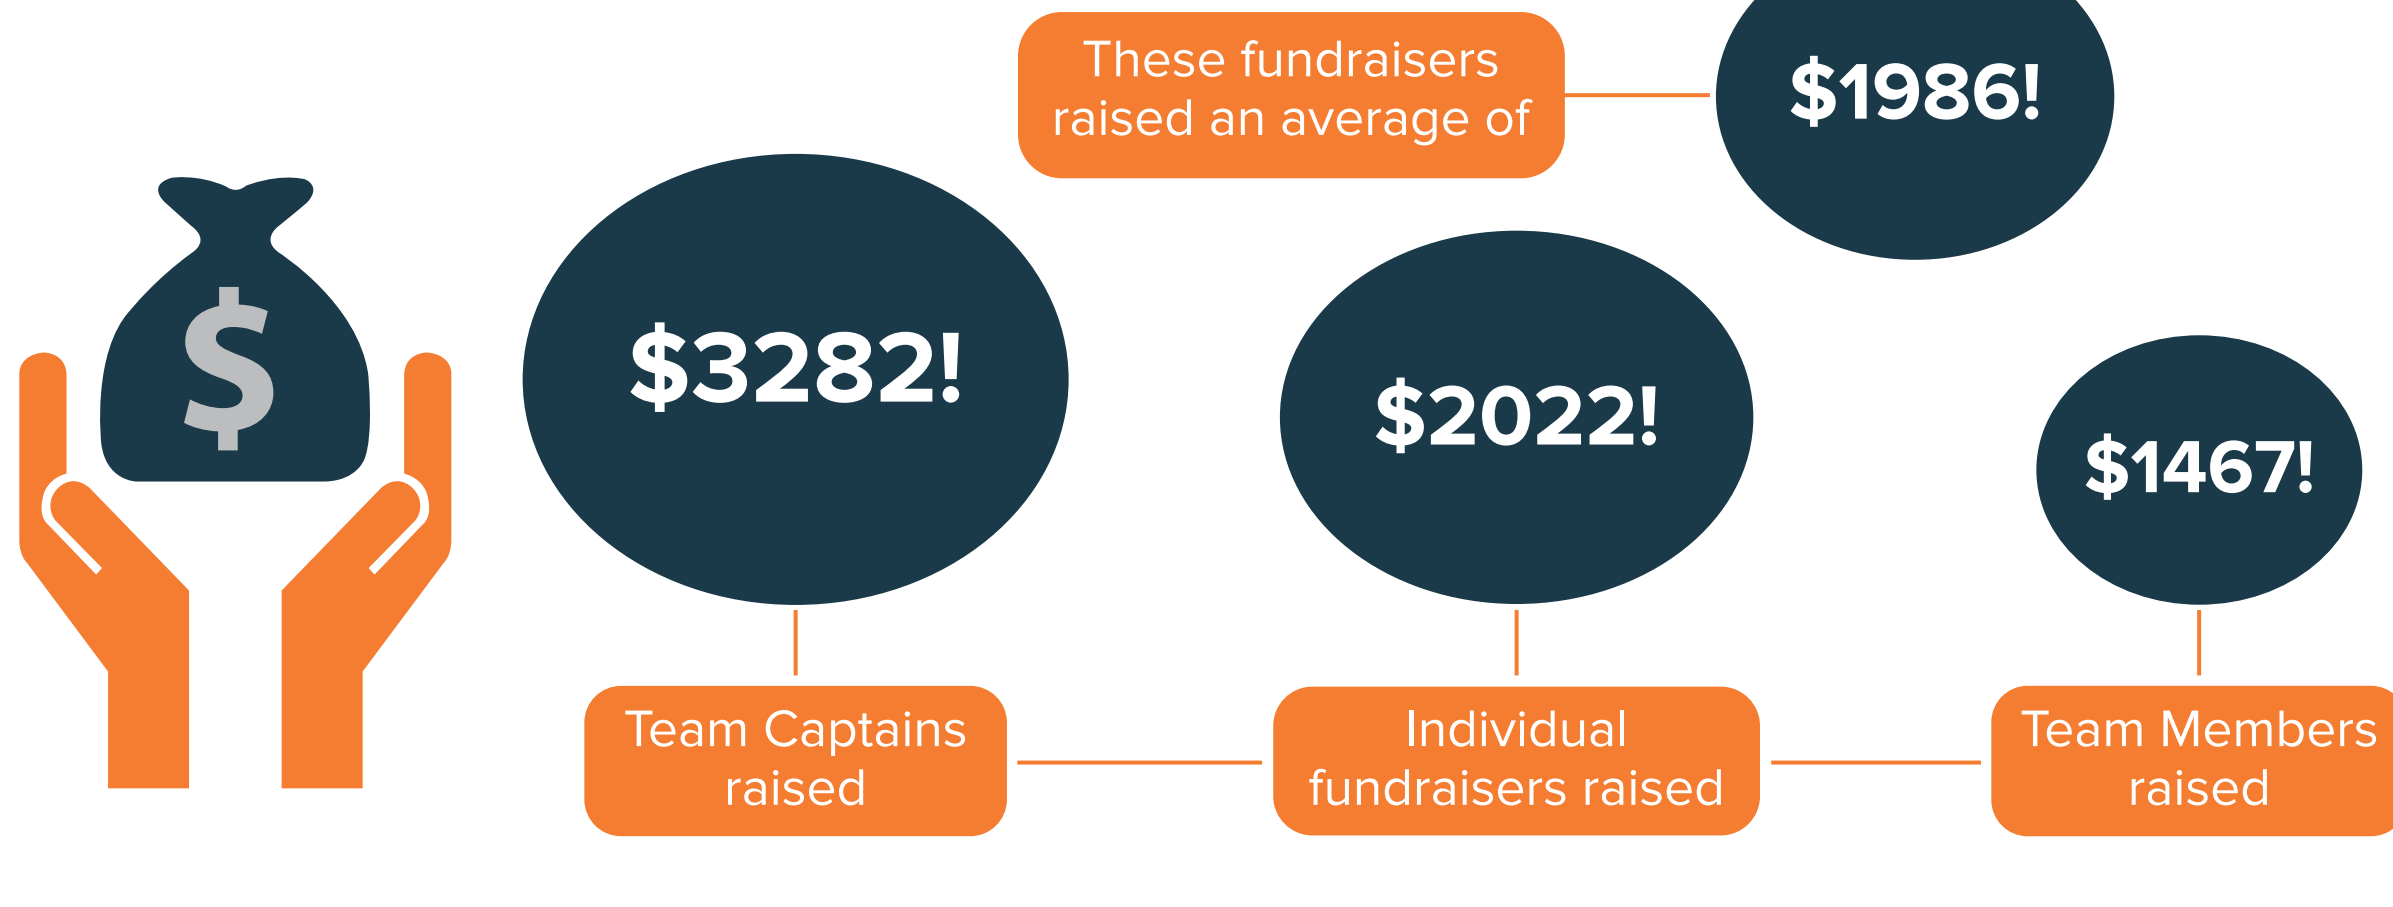 These fundraisers
raised an average of
$1986!
$
$3282!
$2022!
$1467!
Team Captains
raised
Individual
fundraisers raised
Team Members
raised